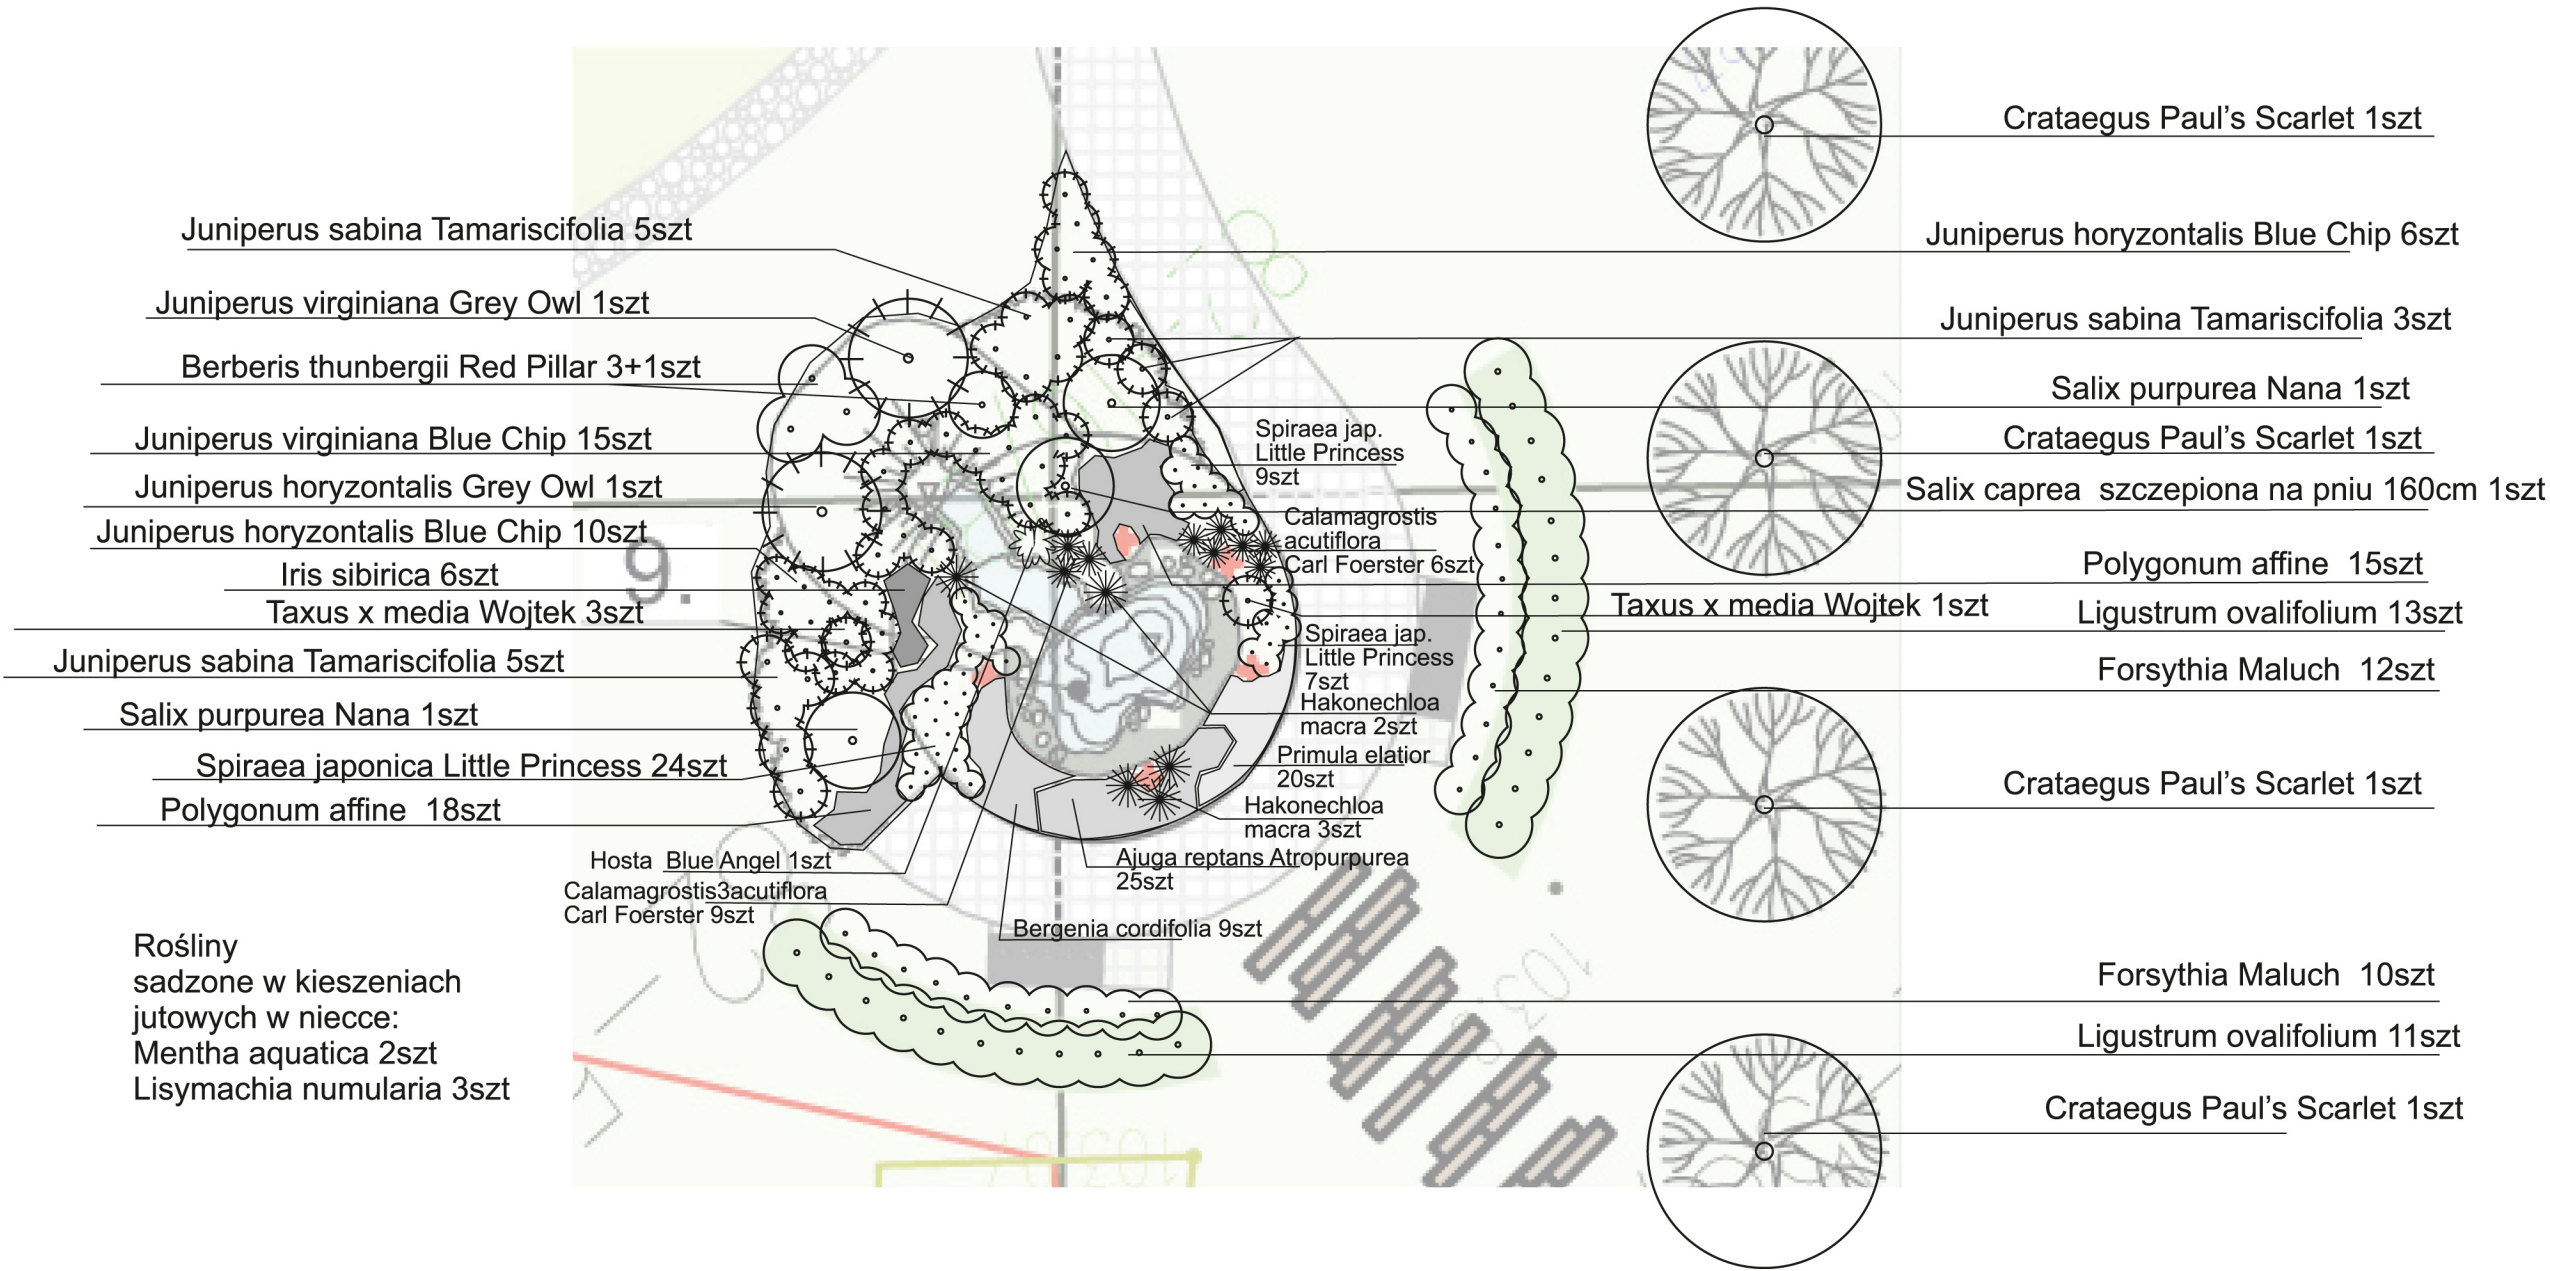 Crataegus Paul's Scarlet 1szt
Juniperus sabina Tamariscifolia 5szt
Juniperus virginiana Grey Owl 1szt
Berberis thunbergii Red Pillar 3+1szt
Juniperus virginiana Blue Chip 15szt
Juniperus horyzontalis Grey Owl 1szt
Juniperus horyzontalis Blue Chip 10szt
Iris sibirica 6szt
Taxus x media Wojtek 3szt
Juniperus sabina Tamariscifolia 5szt
Salix purpurea Nana 1szt
Spiraea japonica Little Princess 24szt
Polygonum affine 18szt
Hosta Blue Angel 1szt
Calamagrostis3acutiflora
Carl Foerster 9szt
9.
Rośliny
sadzone w kieszeniach
jutowych w niecce:
Mentha aquatica 2szt
Lisymachia numularia 3szt
Spiraea jap.
Little Princess
9szt
Calamagrostis
acutiflora
Carl Foerster 6szt
Spiraea jap.
Little Princess
7szt
Hakonechloa
macra 2szt
Primula elatior
20szt
Hakonechloa
macra 3szt
Ajuga reptans Atropurpurea
25szt
Bergenia cordifolia 9szt
Juniperus horyzontalis Blue Chip 6szt
Juniperus sabina Tamariscifolia 3szt
Salix purpurea Nana 1szt
Crataegus Paul's Scarlet 1szt
Salix caprea szczepiona na pniu 160cm 1szt
Polygonum affine 15szt
Taxus x media Wojtek 1szt
Ligustrum ovalifolium 13szt
Forsythia Maluch 12szt
Crataegus Paul's Scarlet 1szt
Forsythia Maluch 10szt
Ligustrum ovalifolium 11szt
Crataegus Paul's Scarlet 1szt